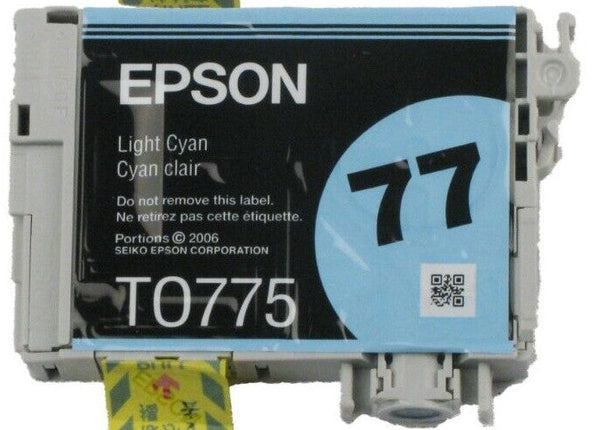 EPSON
Light Cyan
Cyan clair
77
Do not remove this label.
Ne retirez pas cette étiquette.
Portions © 2006
SEIKO EPSON CORPORATION
T0775